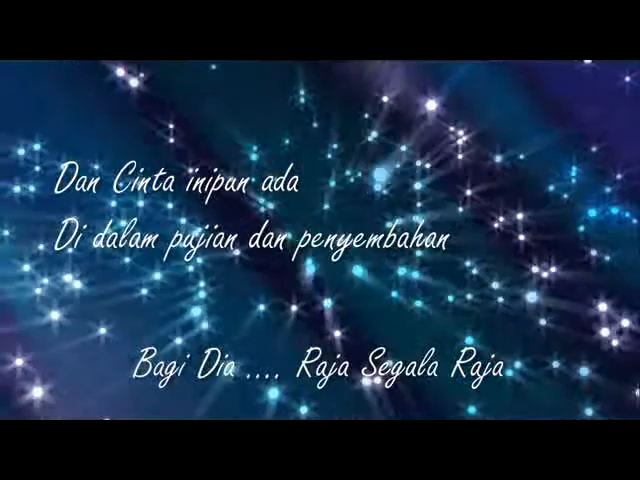 Dan Cinta inipun ada
Di dalam pujian dan penyembahan
Bagi Dia .... Raja Segala Raja